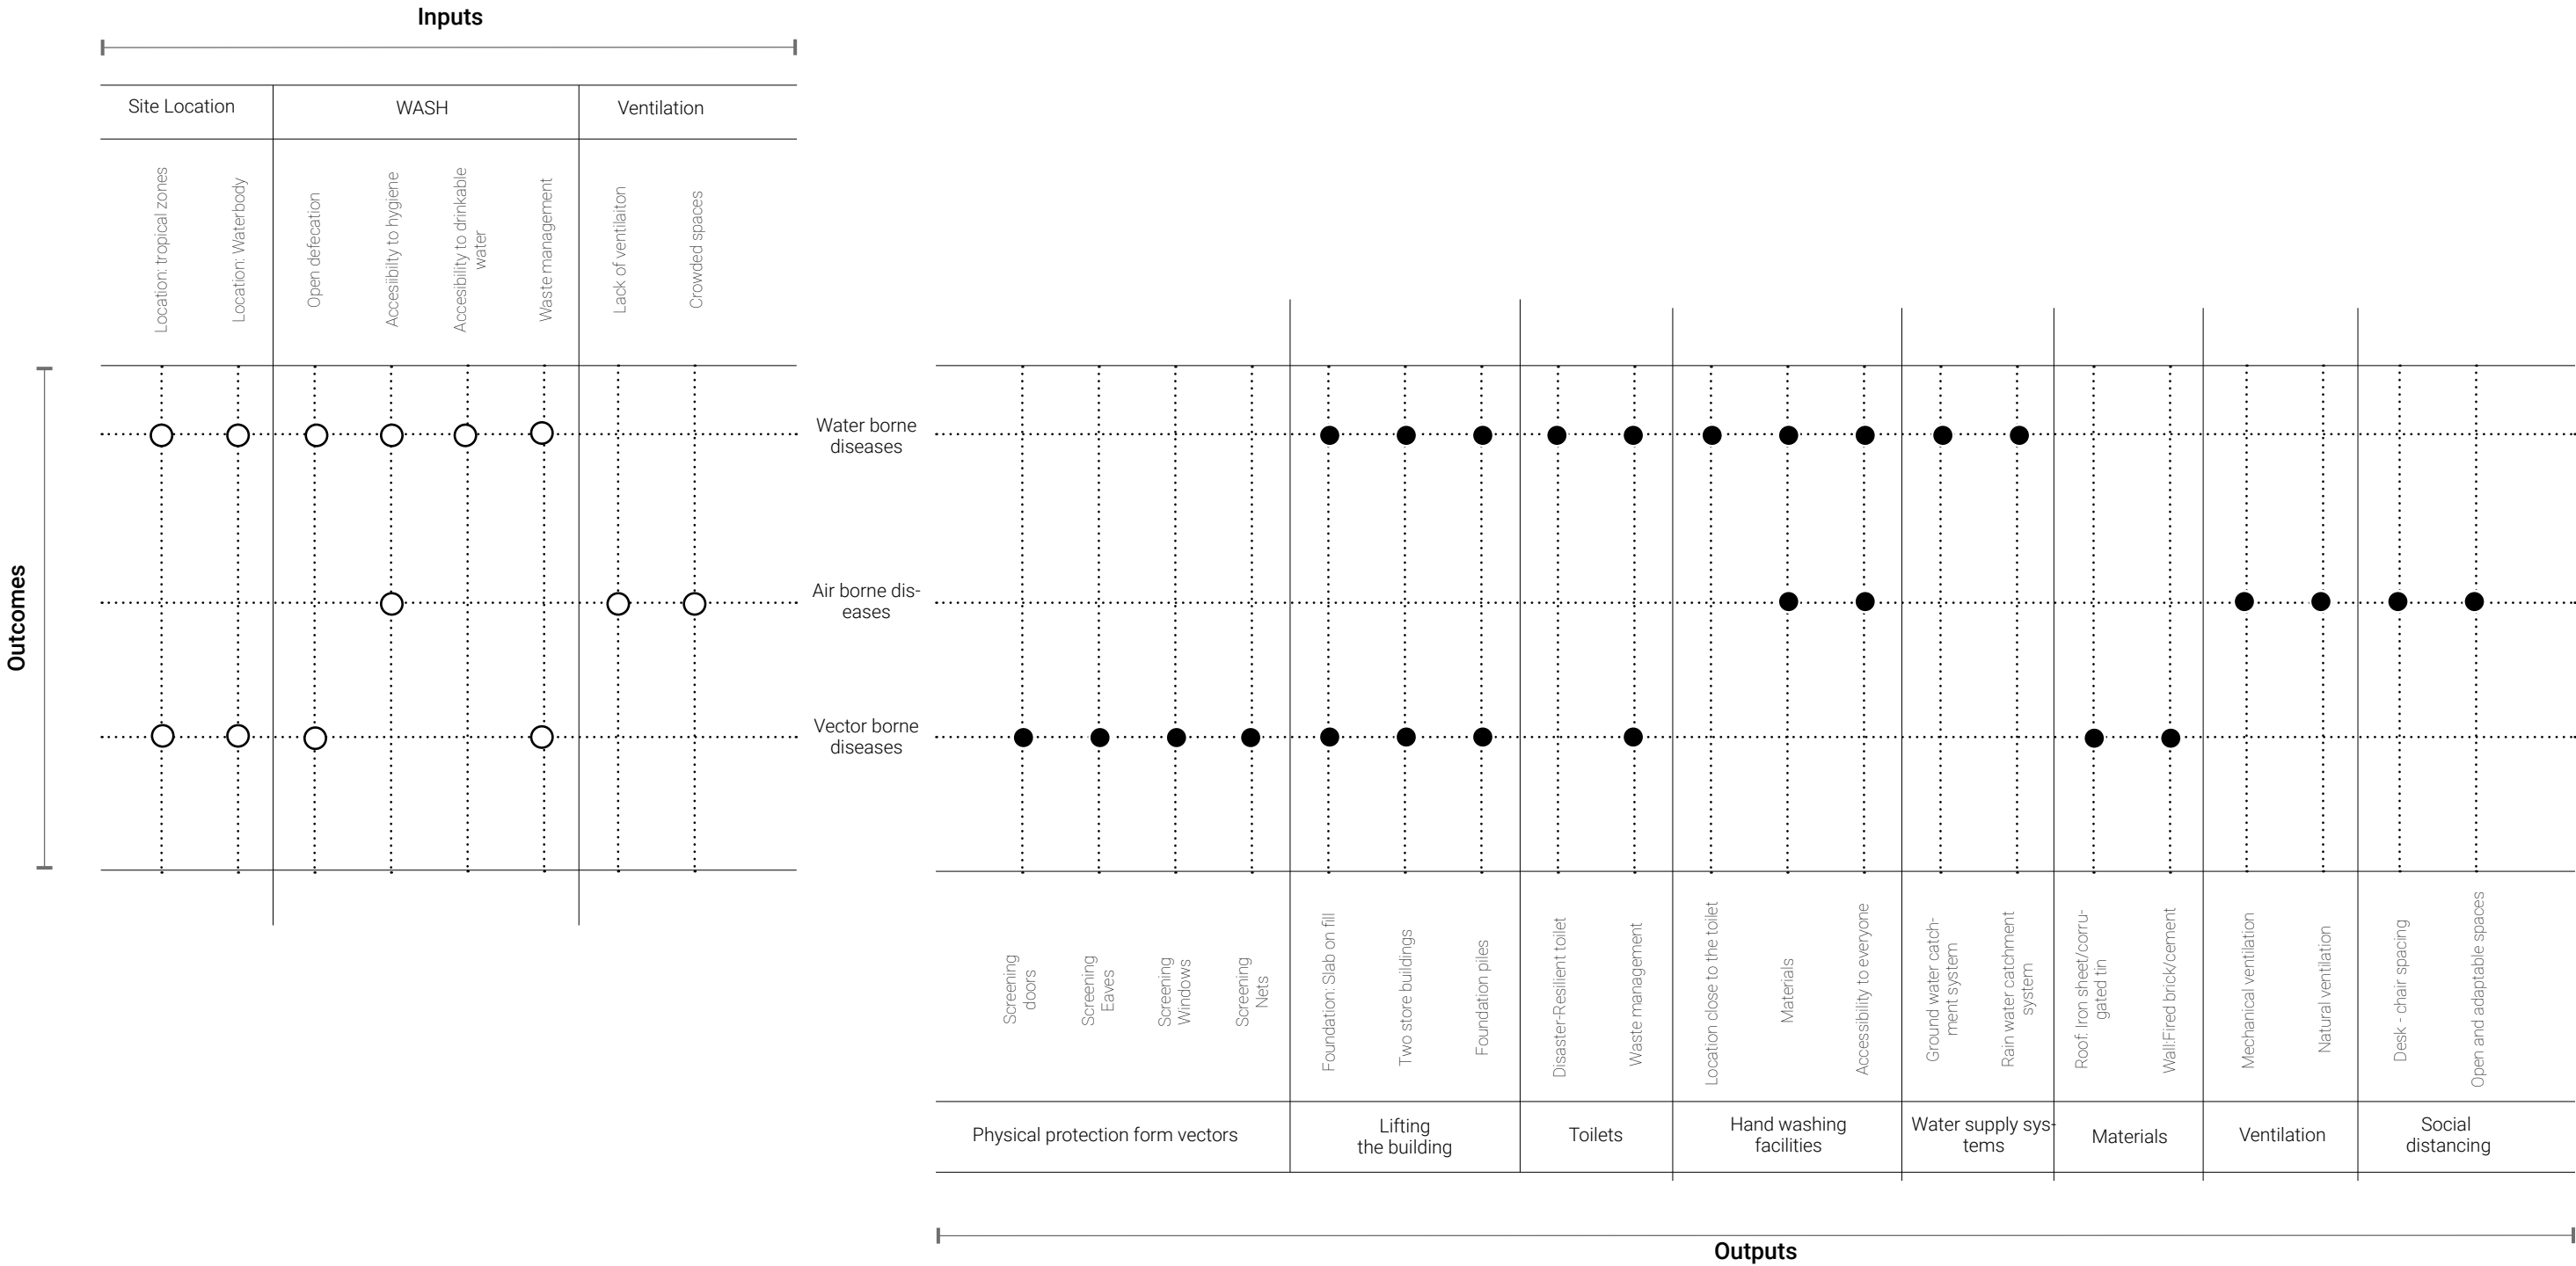 Inputs
Site Location
WASH
Ventilation
Location: tropical zones
Location: Waterbody
Open defecation
Accesiibilty to hygiene
Accesibility to drinkable
water
Waste management
Lack of ventilaiton
Crowded spaces
Outcomes
Water borne
diseases
Air borne dis-
eases
Vector borne
diseases
Screening
doors
Screening
Eaves
Screening
Windows
Screening
Nets
Foundation: Slab on fill
Two store buildings
Foundation piles
Disaster-Resilient toilet
Waste management
Location close to the toilet
Materials
Accessibility to everyone
Ground water catch-
ment system
Rain water catchment
system
Roof: Iron sheet/corru-
gated tin
Wall:Fired brick/cement
Mechanical ventilation
Natural ventilation
Desk - chair spacing
Open and adaptable spaces
Physical protection form vectors
Lifting
the building
Toilets
Hand washing
facilities
Water supply sys-
tems
Materials
Ventilation
Social
distancing
Outputs